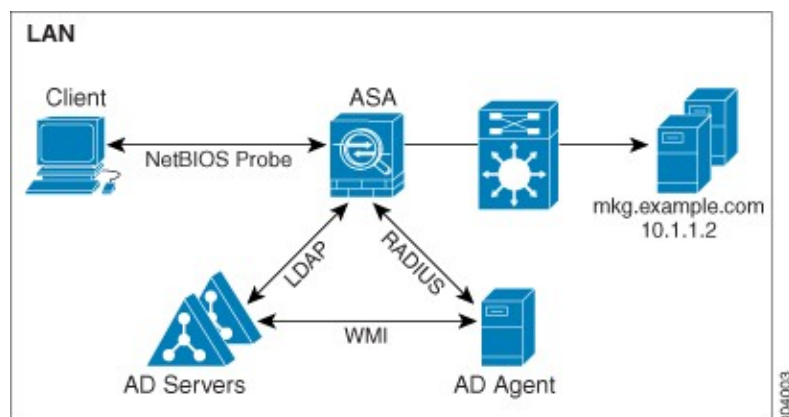 LAN
Client
ASA
NetBIOS Probe
mkg.example.com
10.1.1.2
LDAP
RADIUS
WMI
AD Servers
AD Agent